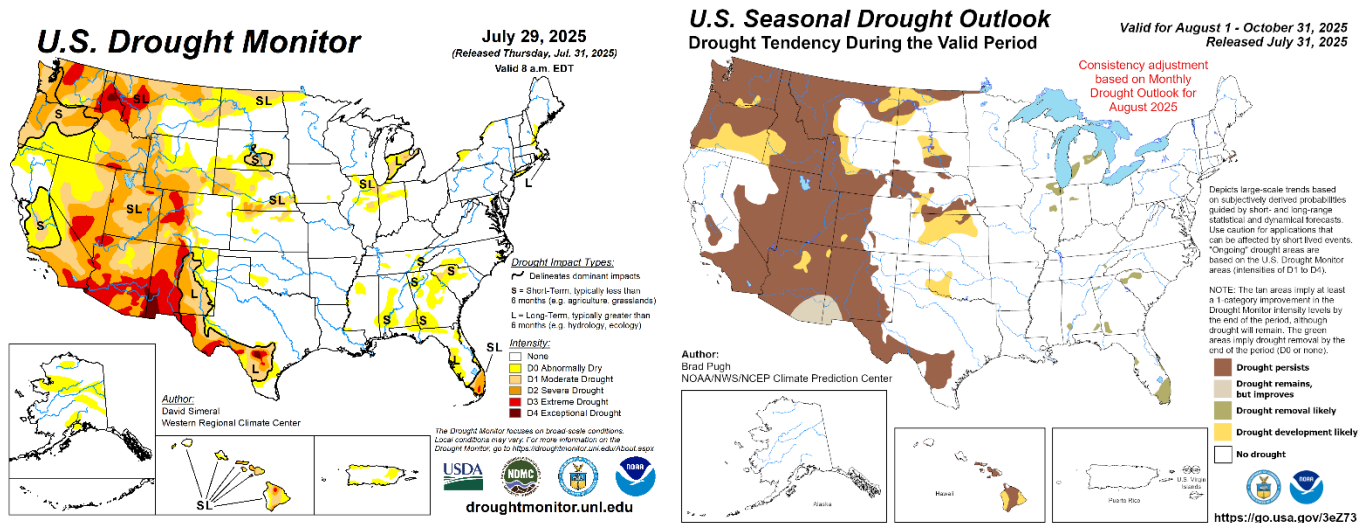 U.S. Drought Monitor
July 29, 2025
(Released Thursday, Jul. 31, 2025)
Valid 8 a.m. EDT
SL
SL
S
S
L
L
SL
SL
S
SL
L
S
S
S
S
L
L
L
SL
Drought Impact Types:
Delineates dominant impacts
S = Short-Term, typically less than
6 months (e.g. agriculture, grasslands)
L = Long-Term, typically greater than
6 months (e.g. hydrology, ecology)
Intensity:
None
D0 Abnormally Dry
D1 Moderate Drought
D2 Severe Drought
D3 Extreme Drought
D4 Exceptional Drought
Author:
David Simeral
Western Regional Climate Center
SL
The Drought Monitor focuses on broad-scale conditions.
Local conditions may vary. For more information on the
Drought Monitor, go to https://droughtmonitor.unl.edu/About.aspx
USDA
NDMC
NOAA
droughtmonitor.unl.edu
U.S. Seasonal Drought Outlook
Drought Tendency During the Valid Period
Valid for August 1 - October 31, 2025
Released July 31, 2025
Consistency adjustment
based on Monthly
Drought Outlook for
August 2025
Depicts large-scale trends based
on subjectively derived probabilities
guided by short- and long-range
statistical and dynamical forecasts.
Use caution for applications that
can be affected by short lived events.
"Ongoing" drought areas are
based on the U.S. Drought Monitor
areas (intensities of D1 to D4).
NOTE: The tan areas imply at least
a 1-category improvement in the
Drought Monitor intensity levels by
the end of the period, although
drought will remain. The green
areas imply drought removal by the
end of the period (D0 or none).
Author:
Brad Pugh
NOAA/NWS/NCEP Climate Prediction Center
Drought persists
Drought remains,
but improves
Drought removal likely
Drought development likely
No drought
Alaska
Hawaii
Puerto Rico
U.S. Virgin
Islands
NOAA
https://go.usa.gov/3eZ73